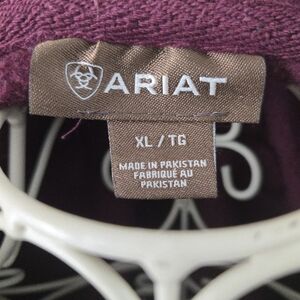 ARIAT
XL / TG
MADE IN PAKISTAN
FABRIQUÉ AU
PAKISTAN